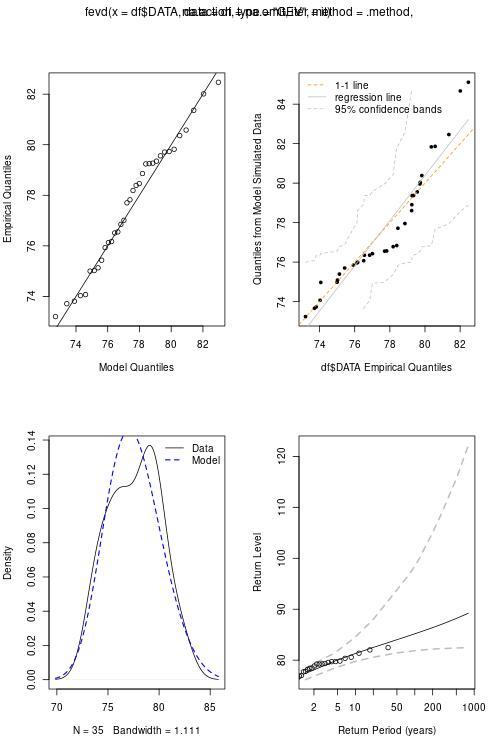 fevd(x = df$DATA, data = df, type = "GEV", method = .method,
1-1 line
regression line
95% confidence bands
Empirical Quantiles
74 76 78 80 82
74 76 78 80 82
Model Quantiles
Quantiles from Model Simulated Data
74 76 78 80 82 84
74 76 78 80 82
df$DATA Empirical Quantiles
Data
Model
Density
0.00 0.02 0.04 0.06 0.08 0.10 0.12 0.14
70 75 80 85
N = 35 Bandwidth = 1.111
Return Level
80 90 100 110 120
2 5 10 50 200 1000
Return Period (years)